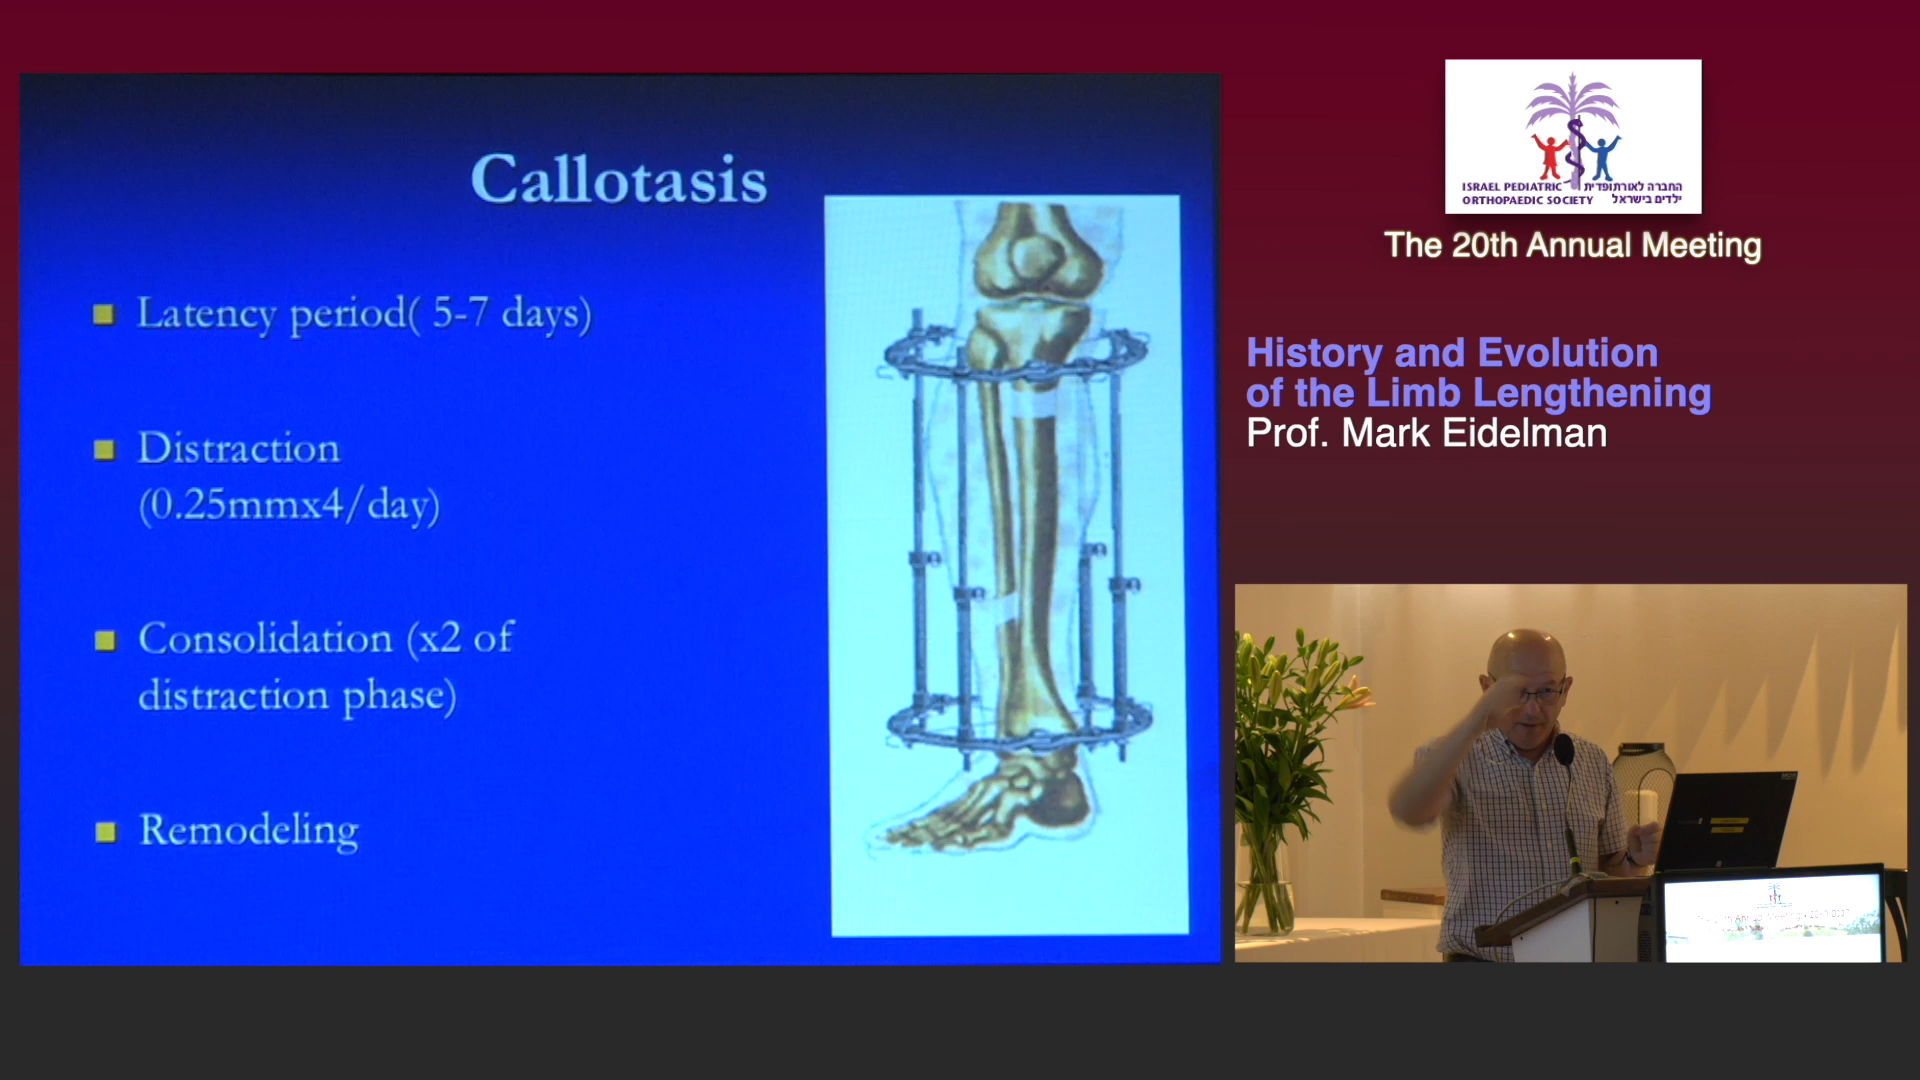 Callotasis
Latency period( 5-7 days)
Distraction
(0.25mmx4/day)
Consolidation (x2 of
distraction phase)
Remodeling
ISRAEL PEDIATRIC
ORTHOPAEDIC SOCIETY
החברה לאורתופדית
ילדים בישראל
The 20th Annual Meeting
History and Evolution
of the Limb Lengthening
Prof. Mark Eidelman